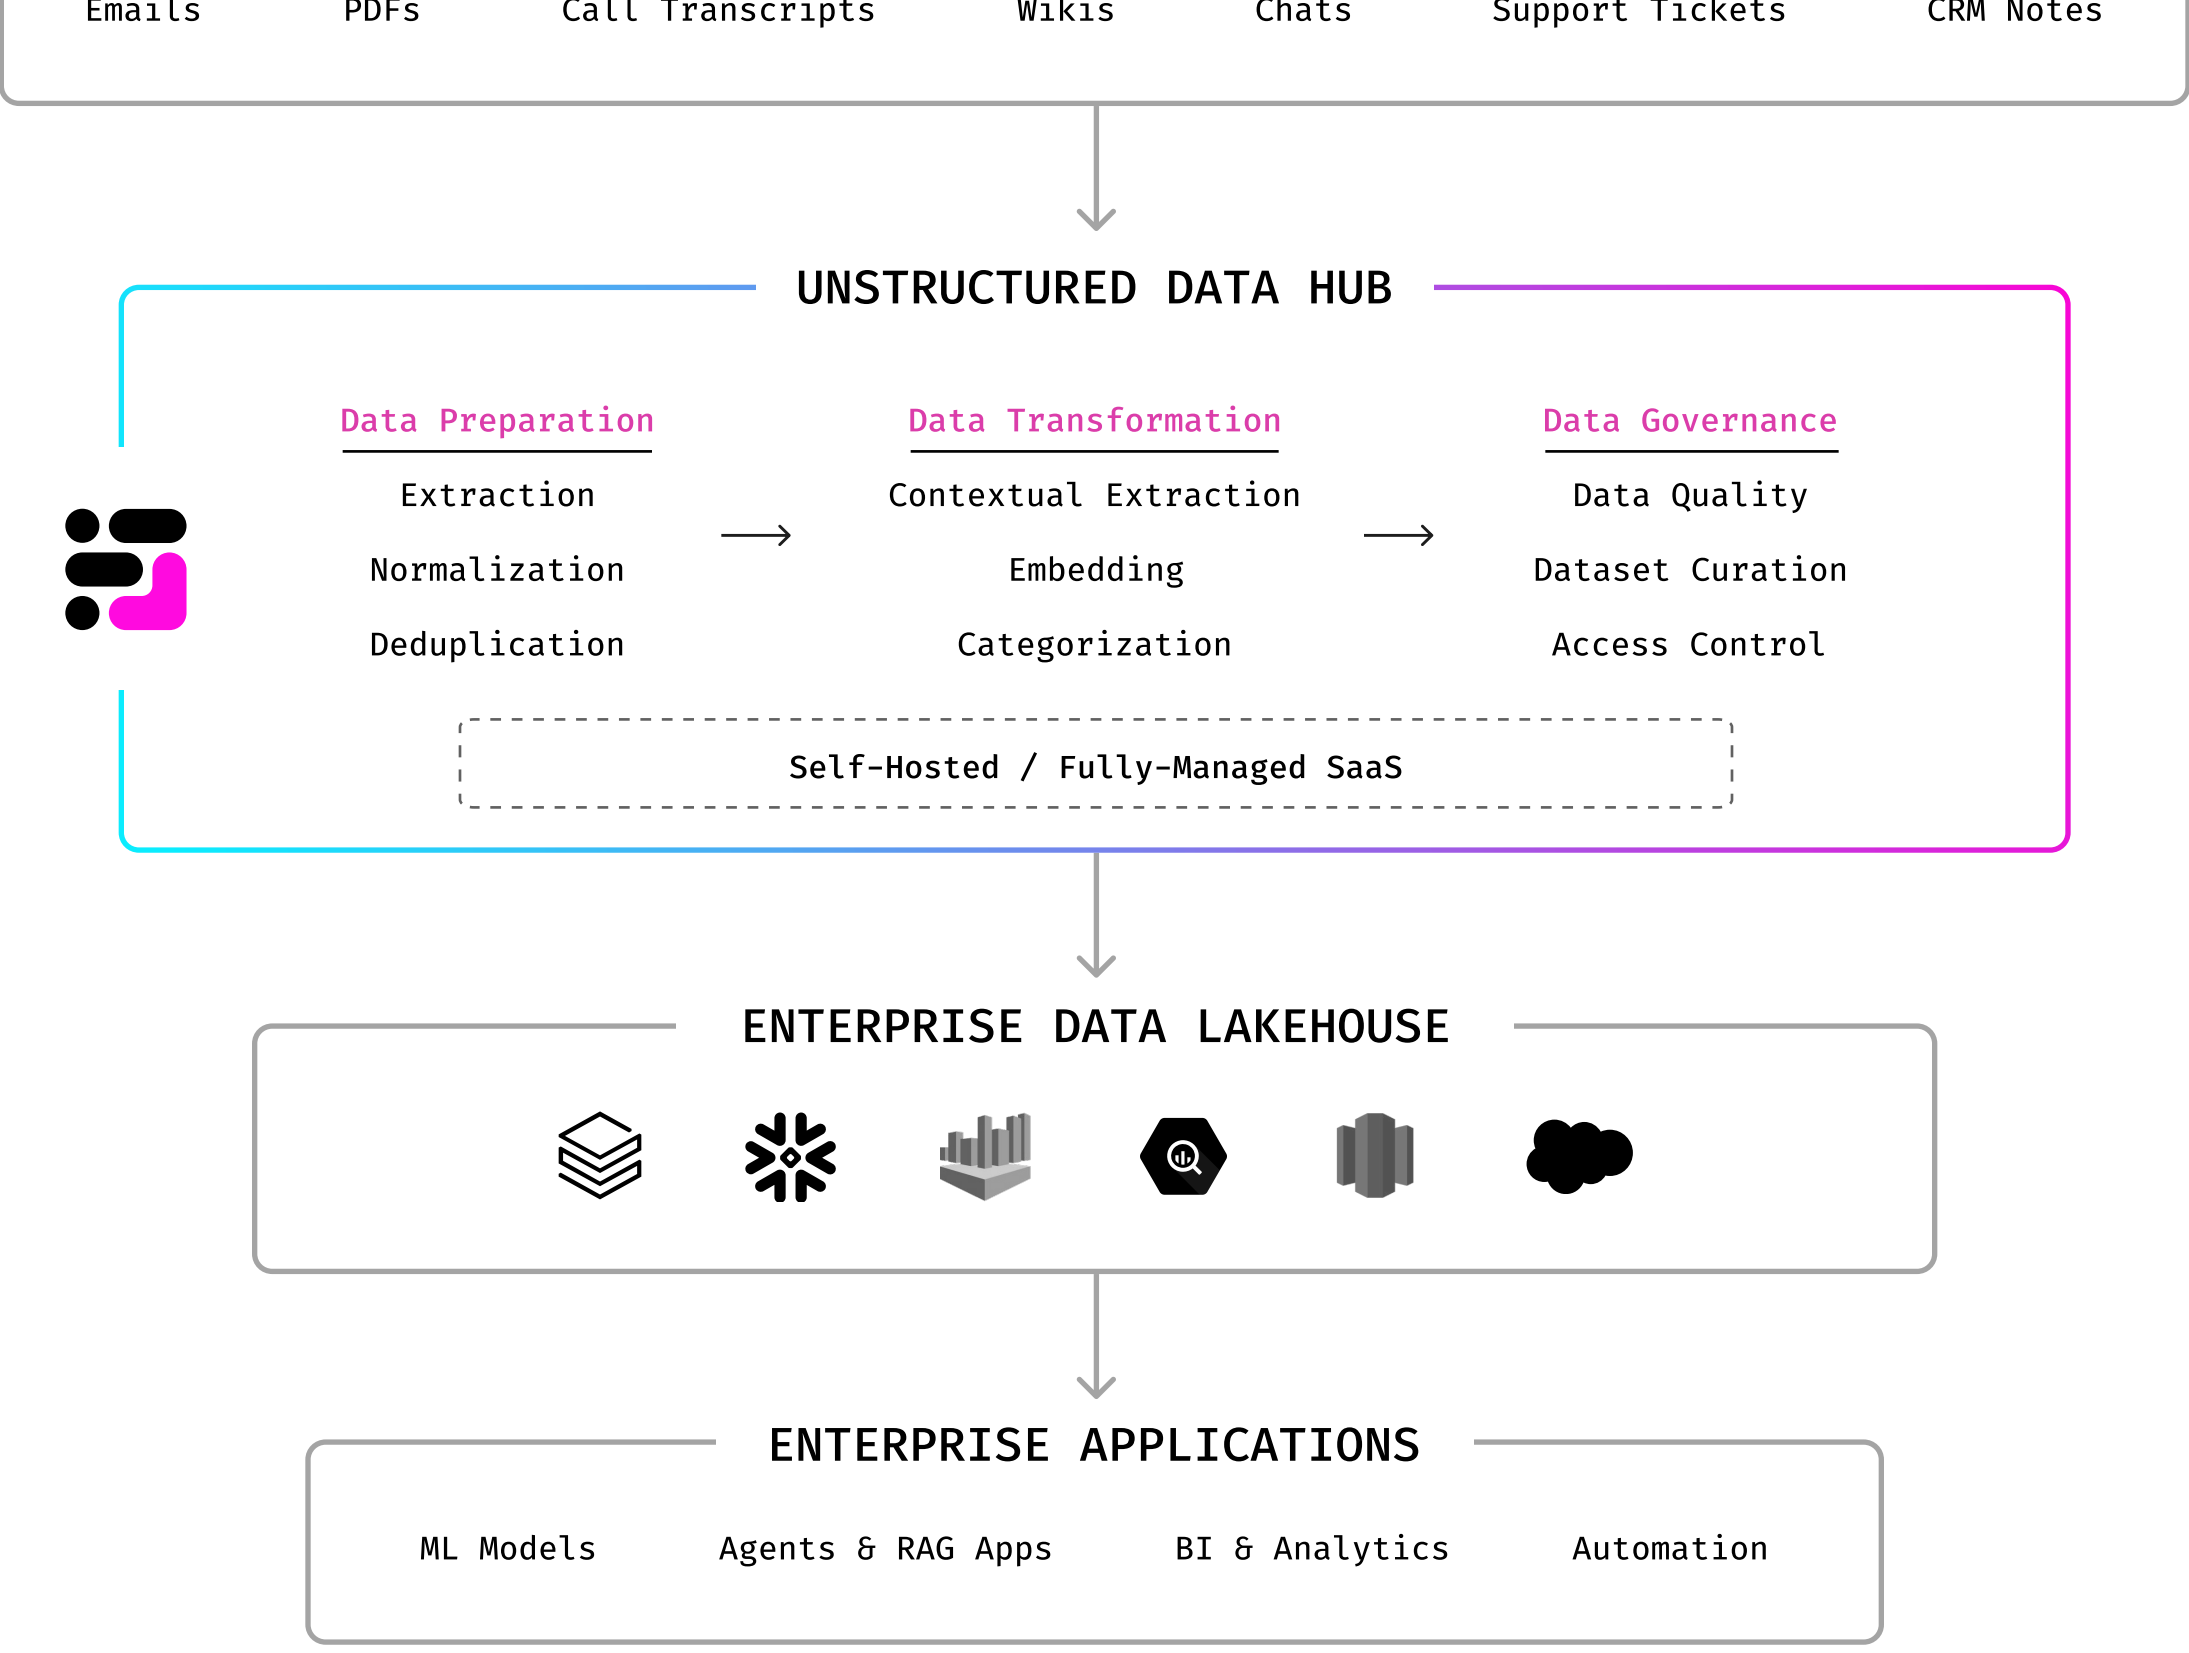 Emails PDFs Call Transcripts Wikis Chats Support Tickets CRM Notes
UNSTRUCTURED DATA HUB
Data Preparation Data Transformation Data Governance
Extraction Contextual Extraction Data Quality
Normalization Embedding Dataset Curation
Deduplication Categorization Access Control
Self-Hosted / Fully-Managed SaaS
ENTERPRISE DATA LAKEHOUSE
ENTERPRISE APPLICATIONS
ML Models Agents & RAG Apps BI & Analytics Automation